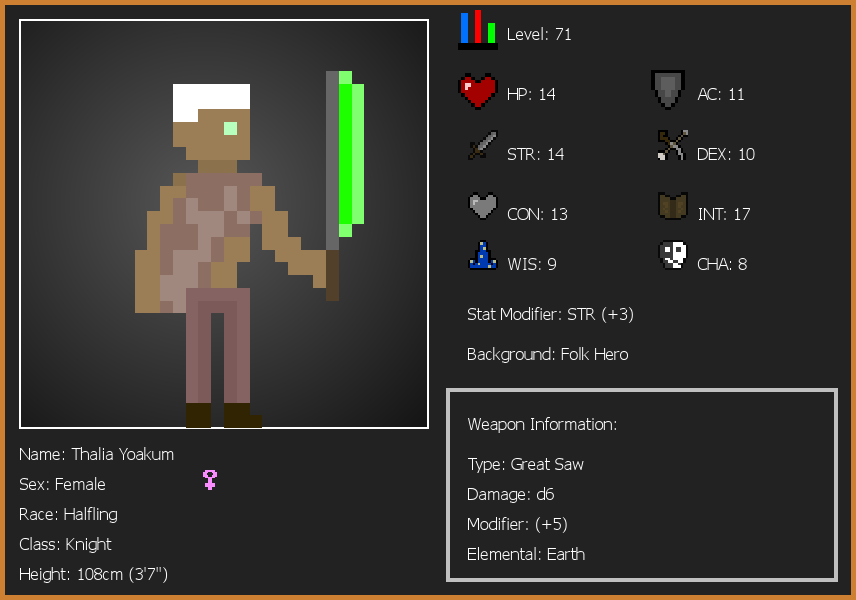 Level: 71
HP: 14
AC: 11
STR: 14
DEX: 10
CON: 13
INT: 17
WIS: 9
CHA: 8
Stat Modifier: STR (+3)
Background: Folk Hero
Weapon Information:
Type: Great Saw
Damage: d6
Modifier: (+5)
Elemental: Earth
Name: Thalia Yoakum
Sex: Female
Race: Halfling
Class: Knight
Height: 108cm (3'7")